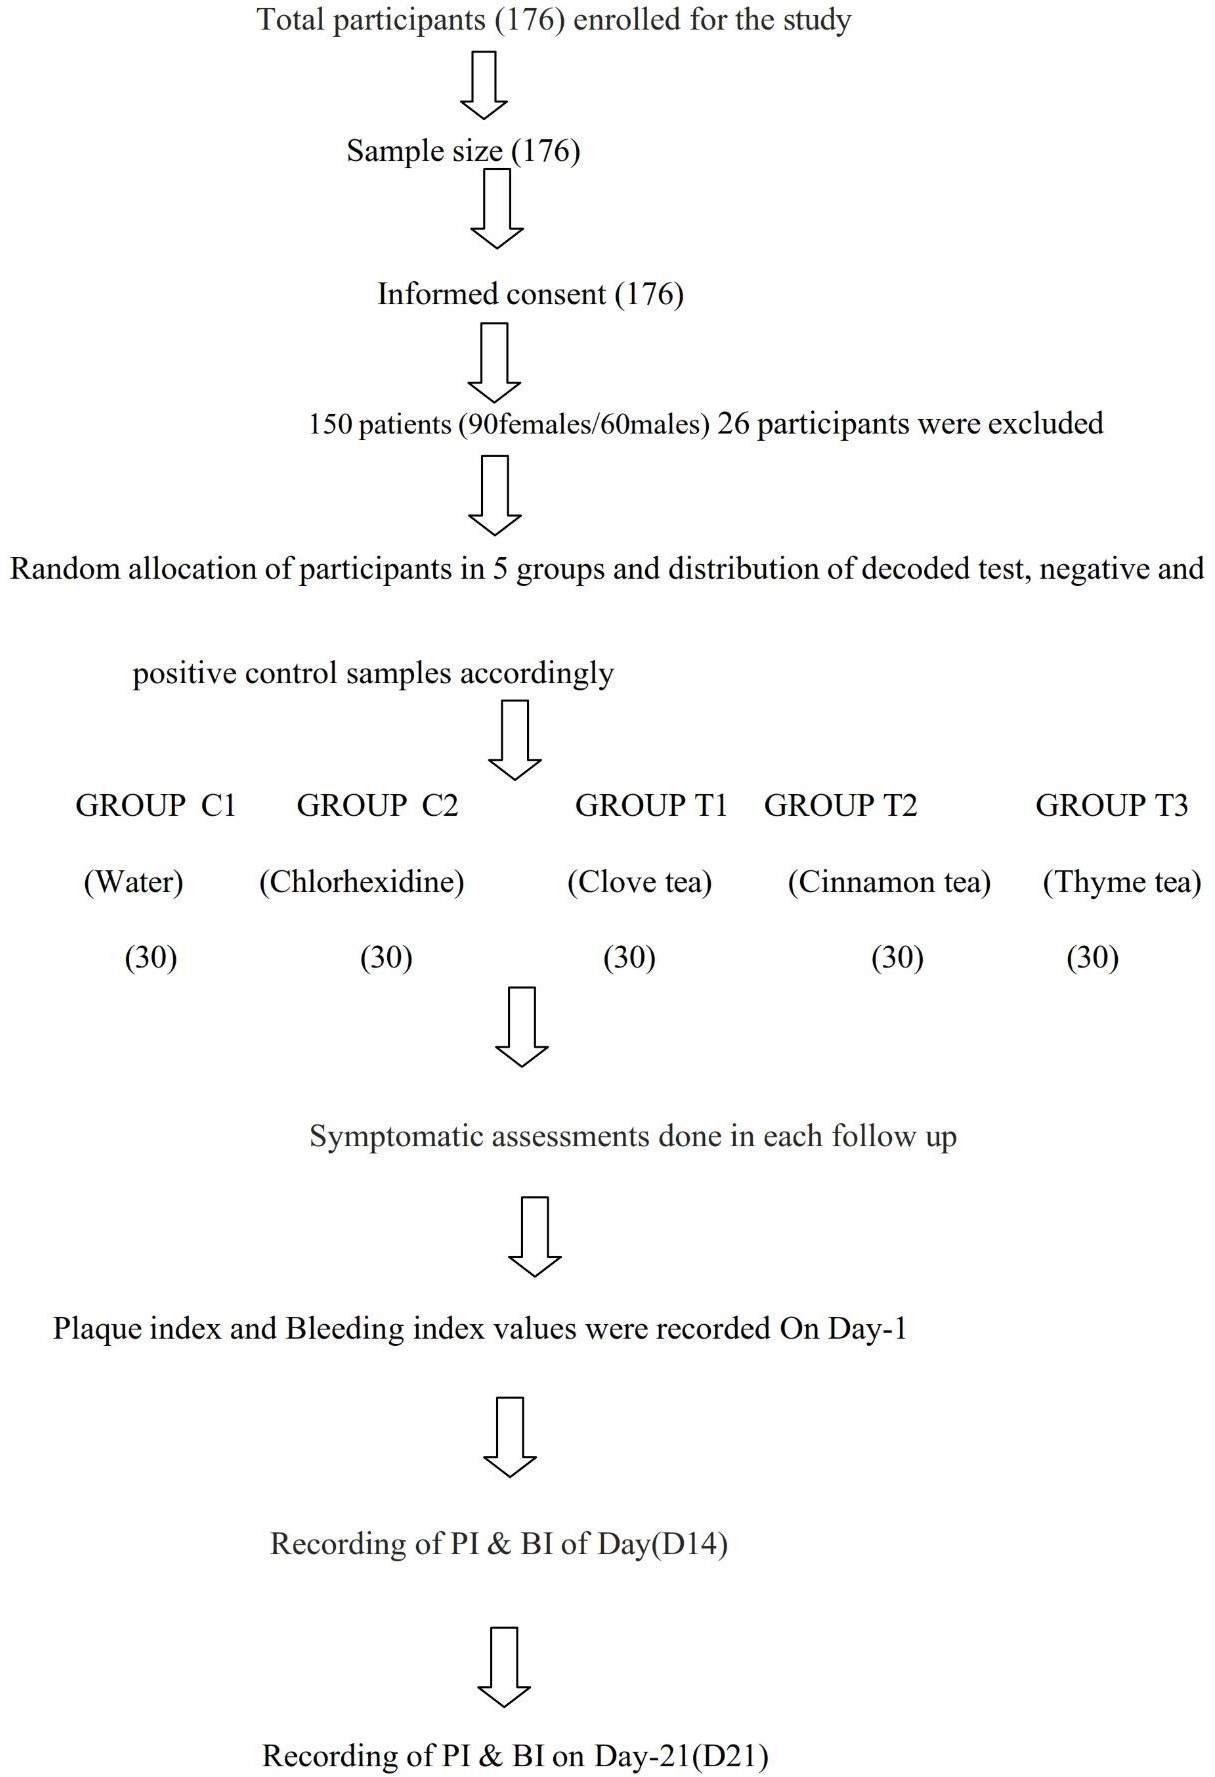 Total participants (176) enrolled for the study
Sample size (176)
Informed consent (176)
150 patients (90females/60males) 26 participants were excluded
Random allocation of participants in 5 groups and distribution of decoded test, negative and
positive control samples accordingly
GROUP C1 GROUP C2 GROUP T1 GROUP T2 GROUP T3
(Water) (Chlorhexidine) (Clove tea) (Cinnamon tea) (Thyme tea)
(30) (30) (30) (30) (30)
Symptomatic assessments done in each follow up
Plaque index and Bleeding index values were recorded On Day-1
Recording of PI & BI of Day(D14)
Recording of PI & BI on Day-21(D21)